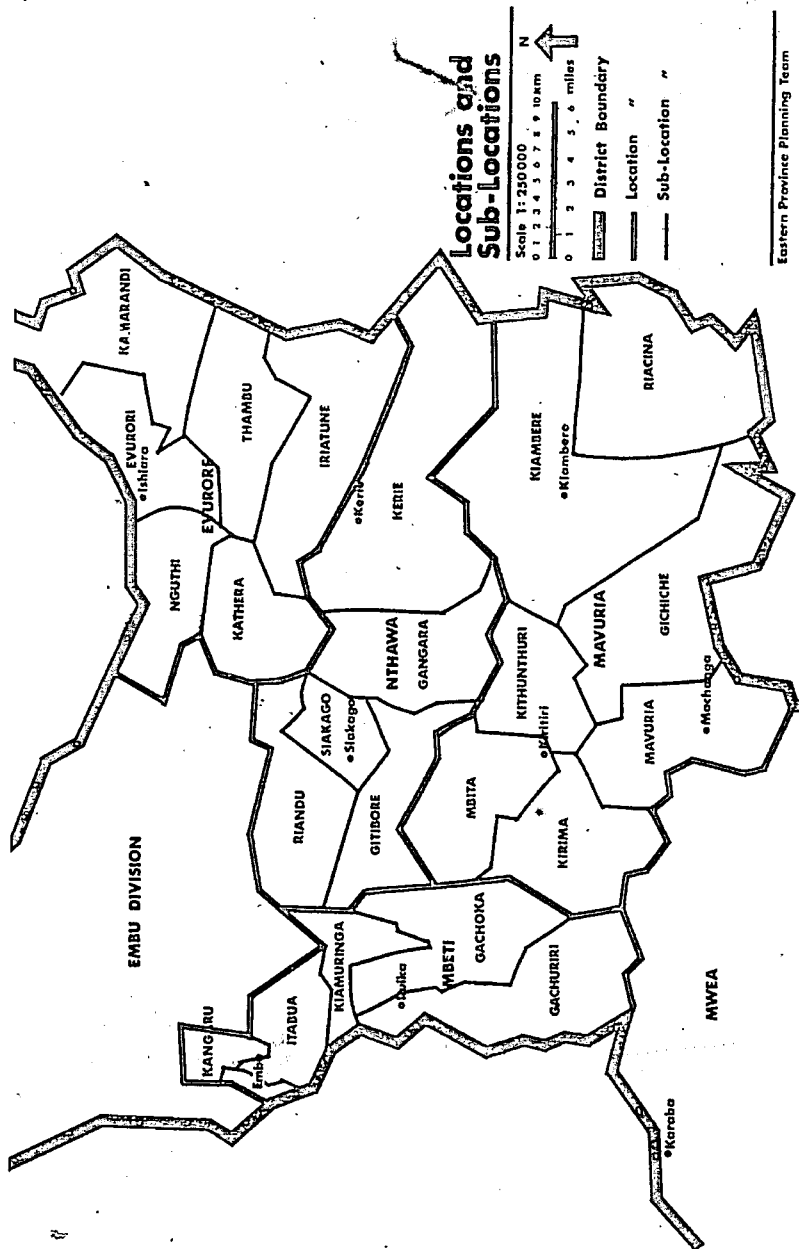 Locations and
Sub-Locations
Scale 1: 250 000
0 1 2 3 4 5 6 7 8 9 10 km
0 1 2 3 4 5 6 miles
N
District Boundary
Location "
Sub-Location "
Eastern Province Planning Team
EMBU DIVISION
KANGARU
Embu
ITABUA
KIAMURINGA
MBETI
GACHOKA
GACHURIRI
MWEA
Karaba
RIANDU
SIAKAGO
Siakago
GITIBORE
NTHAWA
GANGARA
KERIE
Kerie
NGUTHI
KATHERA
EVURORE
EVURORI
Ishiara
KAMARANDI
THAMBU
IRIATUNE
MBITA
KIRIMA
KITHUNTHURI
Kiritiri
MAVURIA
GICHICHE
MAVURIA
Machanga
KIAMBERE
Kiambere
RIACINA